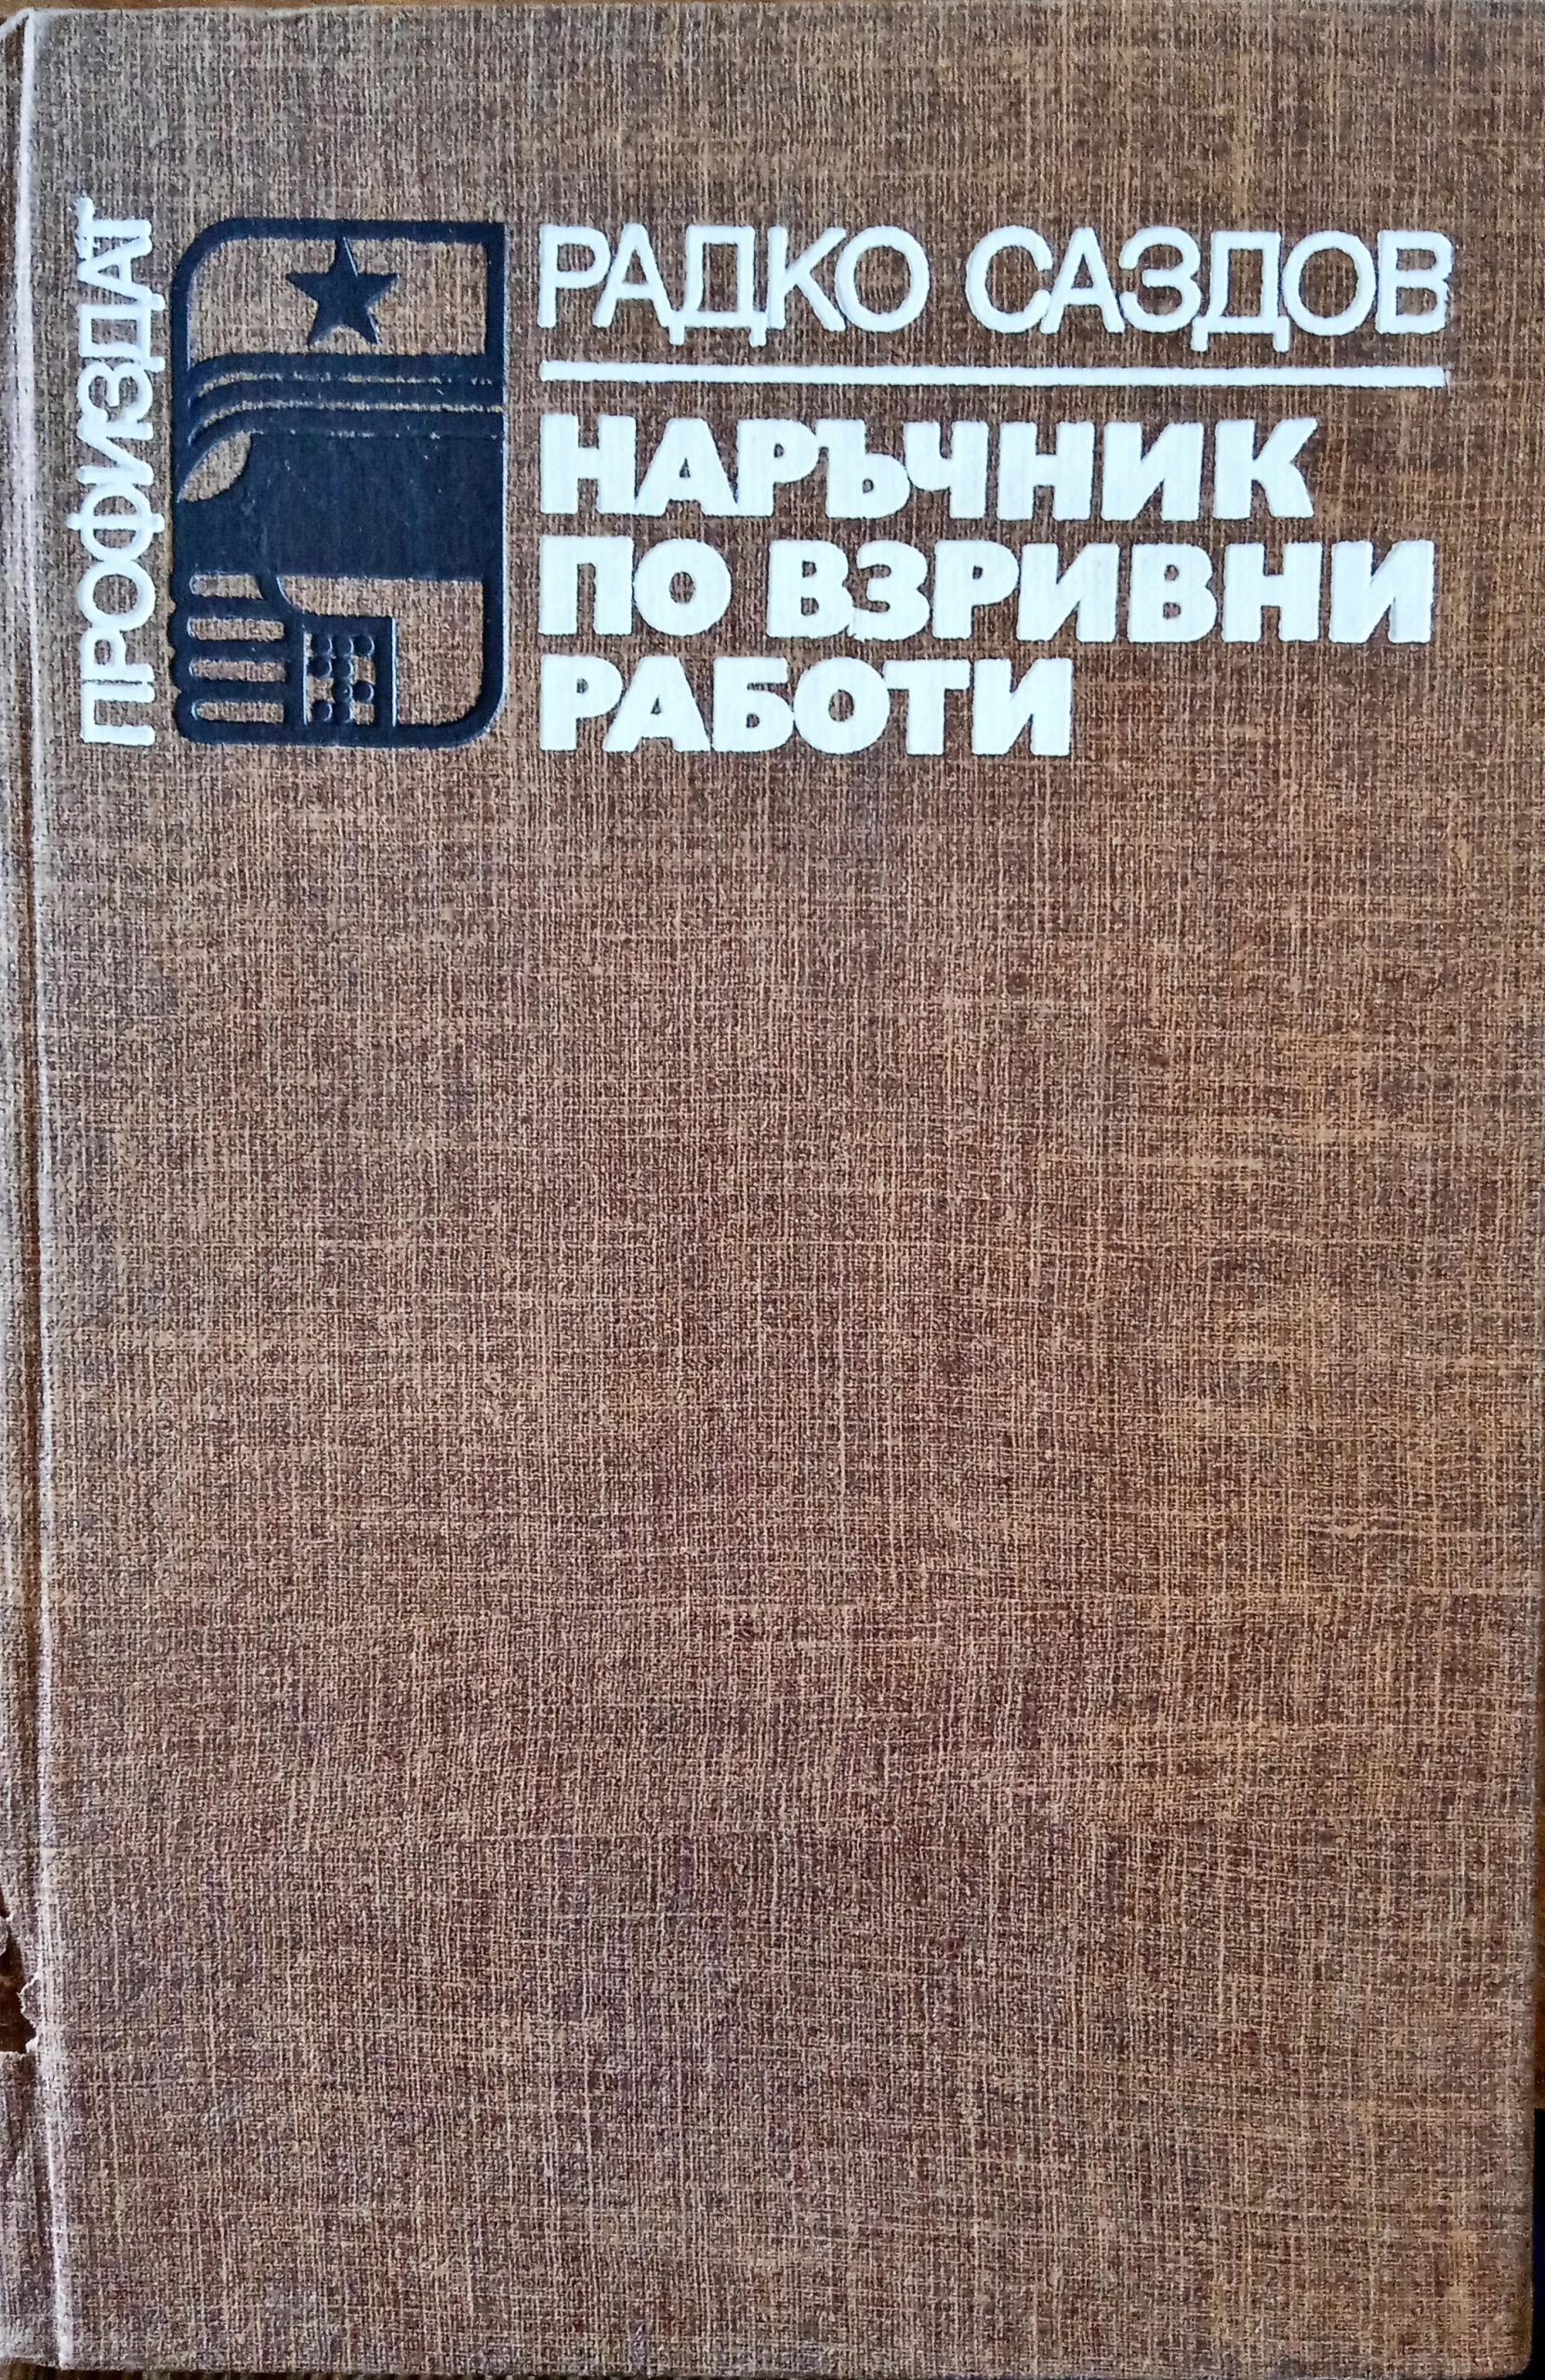 ПРОФИЗДАТ
РАДКО САЗДОВ
НАРЪЧНИК
ПО ВЗРИВНИ
РАБОТИ